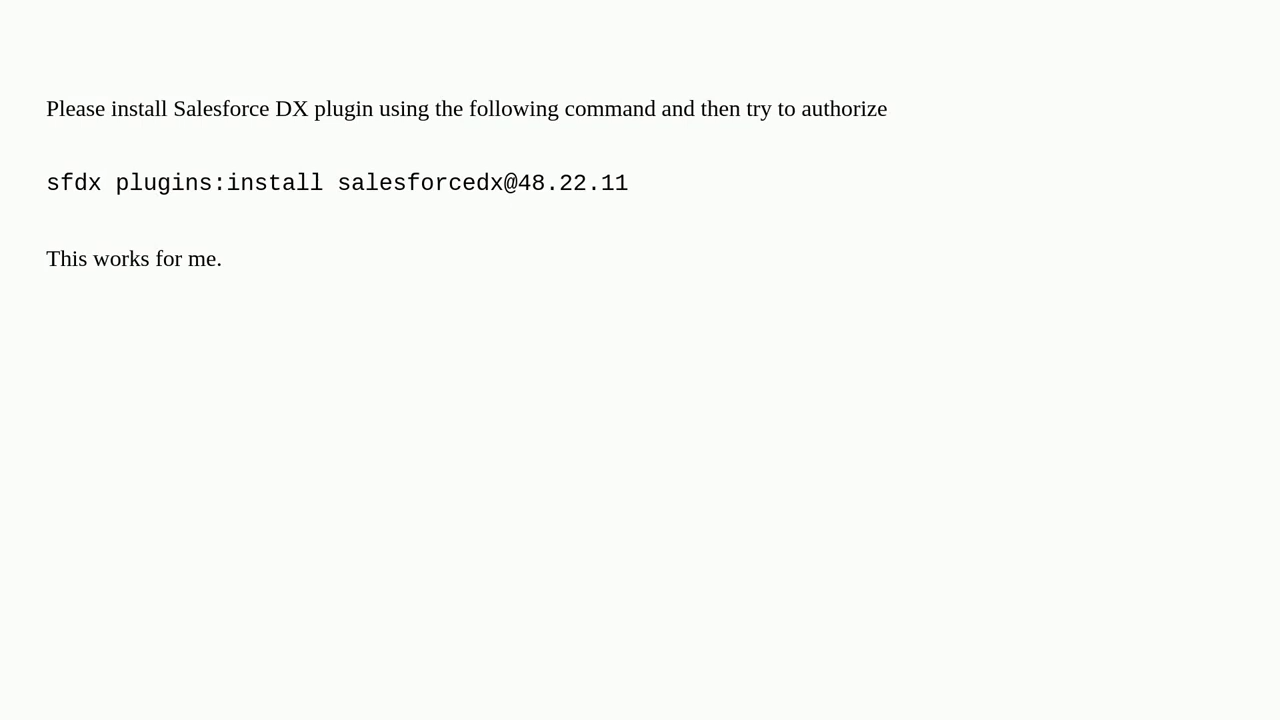 Please install Salesforce DX plugin using the following command and then try to authorize
sfdx plugins:install salesforcedx@48.22.11
This works for me.